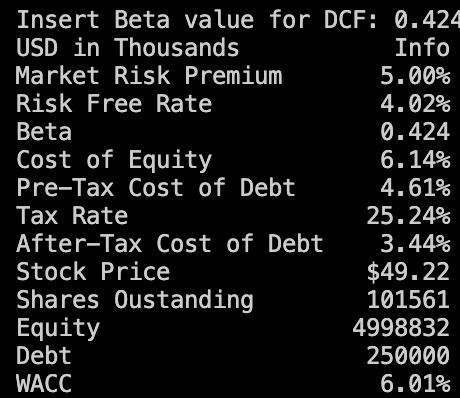 Insert Beta value for DCF: 0.424
USD in Thousands Info
Market Risk Premium 5.00%
Risk Free Rate 4.02%
Beta 0.424
Cost of Equity 6.14%
Pre-Tax Cost of Debt 4.61%
Tax Rate 25.24%
After-Tax Cost of Debt 3.44%
Stock Price $49.22
Shares Oustanding 101561
Equity 4998832
Debt 250000
WACC 6.01%